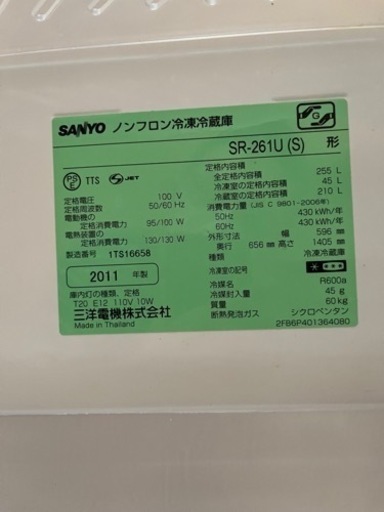 SANYO ノンフロン冷凍冷蔵庫
G
SR-261U (S) 形
PS E TTS S JET
定格電圧 100 V
定格周波数 50/60 Hz
電動機の
定格消費電力 95/100 W
電熱装置の
定格消費電力 130/130 W
製造番号 1TS16658
2011 年製
庫内灯の種類、定格
T20 E12 110V 10W
三洋電機株式会社
Made in Thailand
定格内容積
全定格内容積 255 L
冷凍室の定格内容積 45 L
冷蔵室の定格内容積 210 L
消費電力量(JIS C 9801-2006年)
50Hz 430 kWh/年
60Hz 430 kWh/年
外形寸法 幅 596 mm
奥行 656 mm 高さ 1405 mm
種類 冷凍冷蔵庫
冷凍室の記号
冷媒名 R600a
冷媒封入量 45 g
質量 60 kg
断熱発泡ガス シクロペンタン
2FB6P401364080